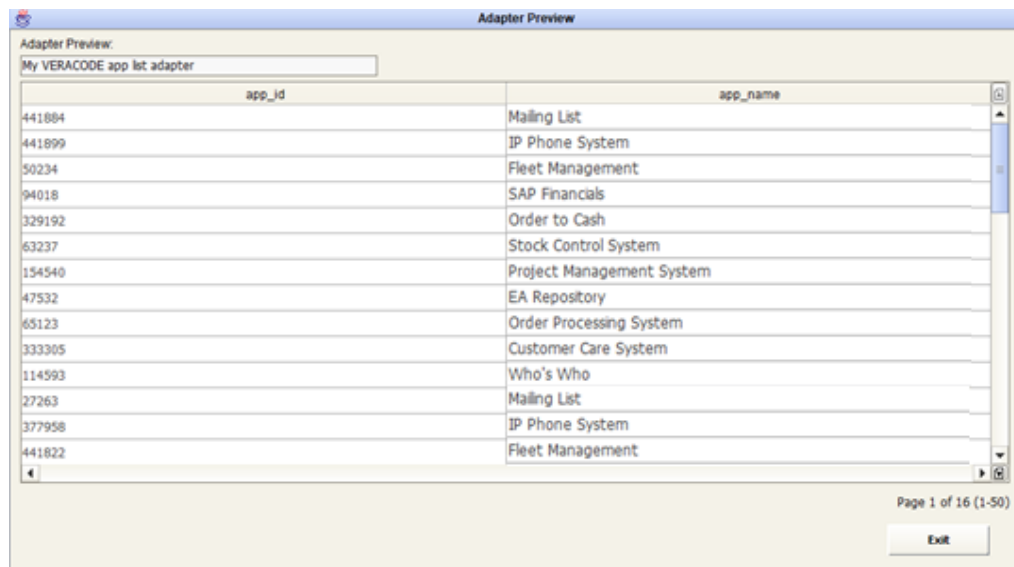 Adapter Preview
Adapter Preview:
My VERACODE app list adapter
app_id app_name
441884 Mailing List
441899 IP Phone System
50234 Fleet Management
94018 SAP Financials
329192 Order to Cash
63237 Stock Control System
154540 Project Management System
47532 EA Repository
65123 Order Processing System
333305 Customer Care System
114593 Who's Who
27263 Mailing List
377958 IP Phone System
441822 Fleet Management
Page 1 of 16 (1-50)
Exit